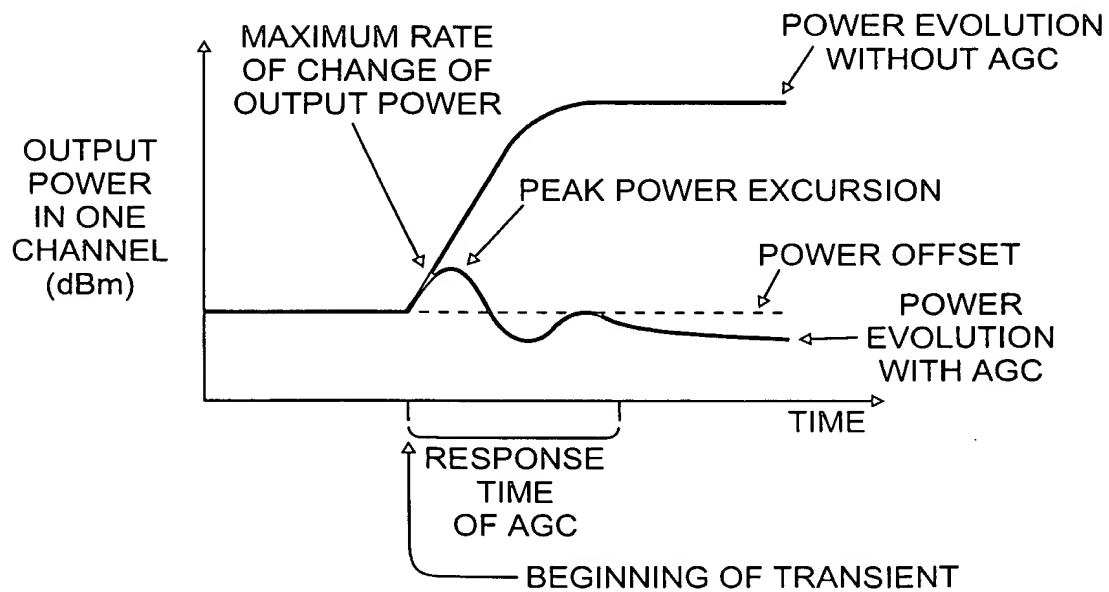 MAXIMUM RATE
OF CHANGE OF
OUTPUT POWER
POWER EVOLUTION
WITHOUT AGC
OUTPUT
POWER
IN ONE
CHANNEL
(dBm)
PEAK POWER EXCURSION
POWER OFFSET
POWER
EVOLUTION
WITH AGC
TIME
RESPONSE
TIME
OF AGC
BEGINNING OF TRANSIENT